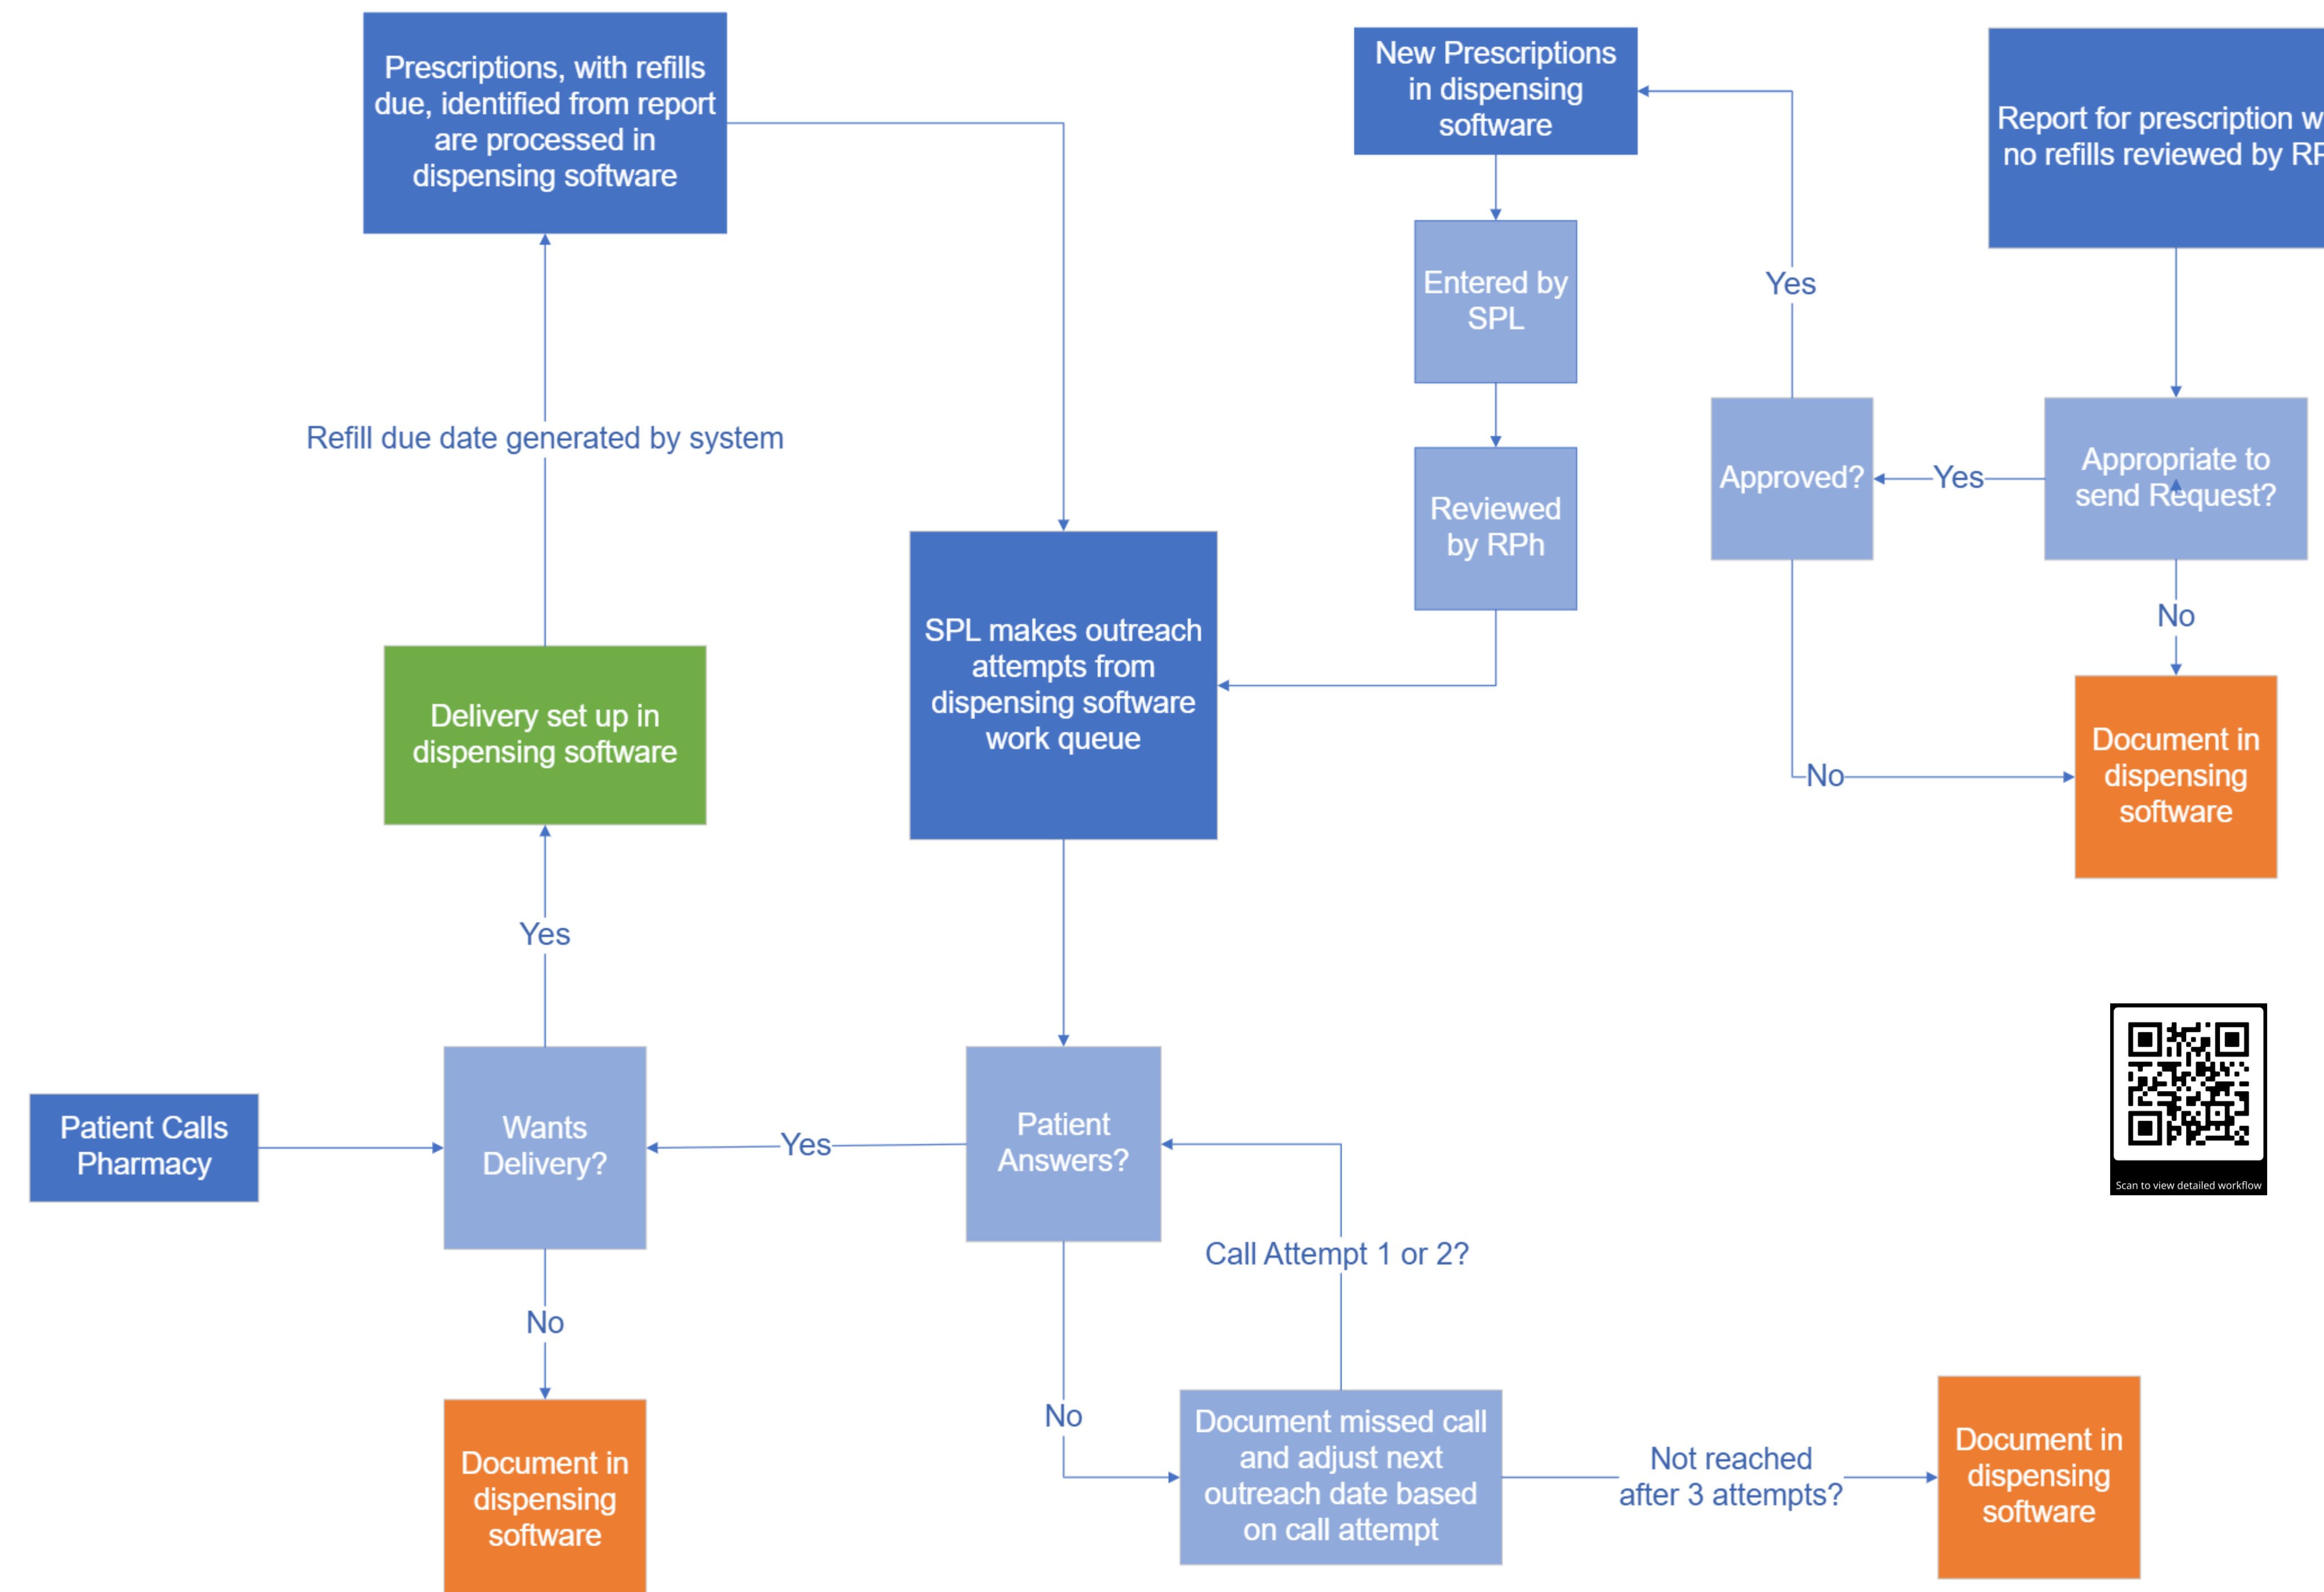 Prescriptions, with refills
due, identified from report
are processed in
dispensing software
New Prescriptions
in dispensing
software
Report for prescription
no refills reviewed by
Entered by
SPL
Yes
Refill due date generated by system
Approved?
Yes
Appropriate to
send Request?
Reviewed
by RPh
No
SPL makes outreach
attempts from
dispensing software
work queue
Delivery set up in
dispensing software
Document in
dispensing
software
No
Yes
Patient Calls
Pharmacy
Wants
Delivery?
Yes
Patient
Answers?
Scan to view detailed workflow
Call Attempt 1 or 2?
No
No
Document missed call
and adjust next
outreach date based
on call attempt
Not reached
after 3 attempts?
Document in
dispensing
software
Document in
dispensing
software